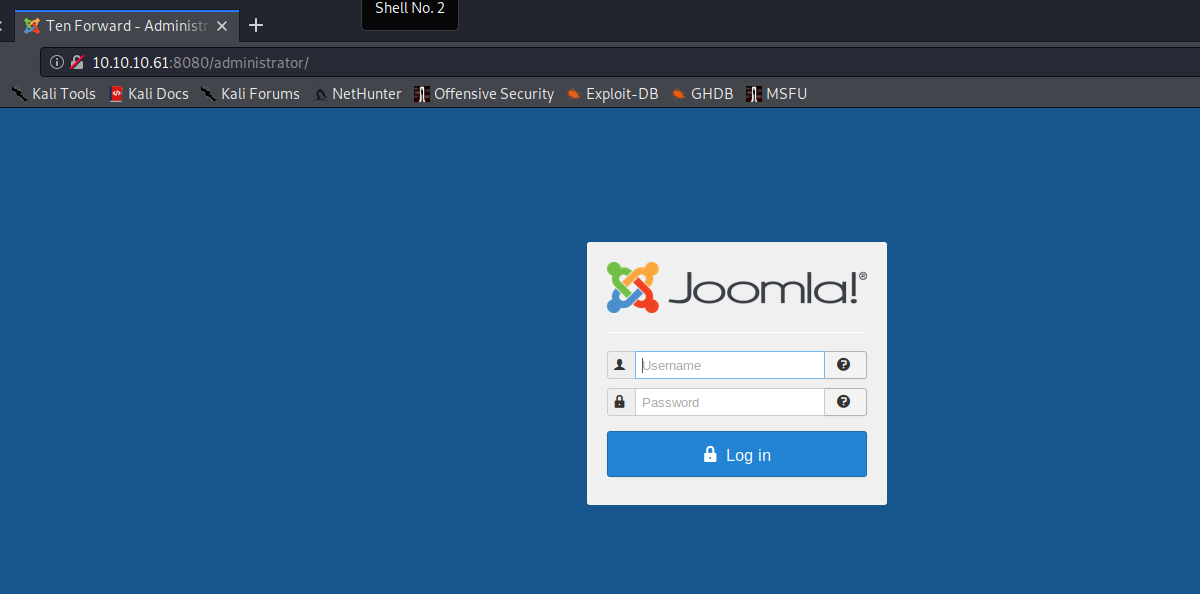 Shell No. 2
Ten Forward - Administr
10.10.10.61:8080/administrator/
Kali Tools Kali Docs Kali Forums NetHunter Offensive Security Exploit-DB GHDB MSFU
Joomla!®
Username
Password
Log in